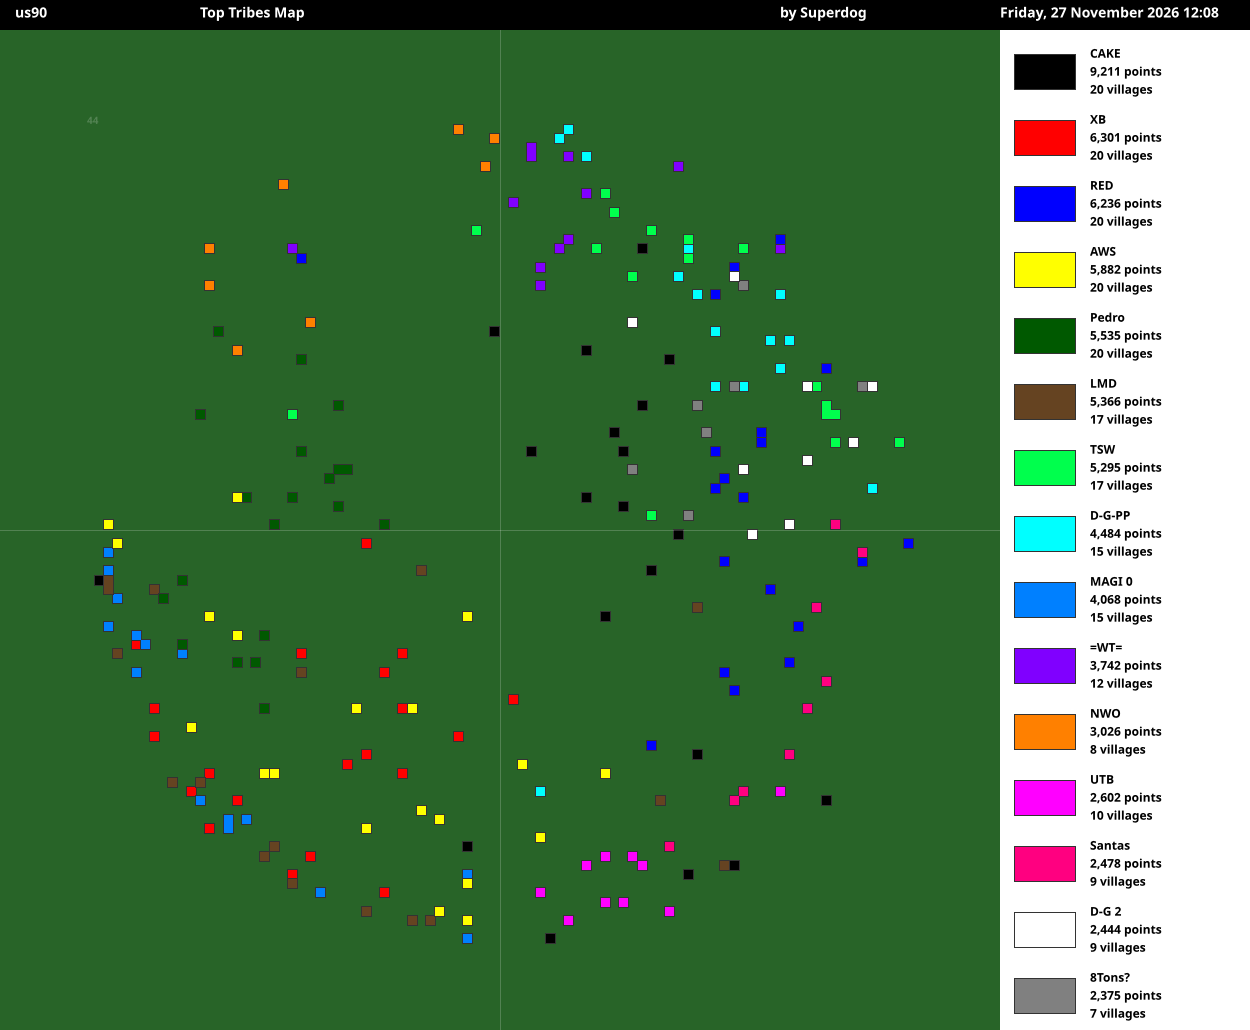 us90 Top Tribes Map by Superdog Friday, 27 November 2026 12:08
44
CAKE
9,211 points
20 villages
XB
6,301 points
20 villages
RED
6,236 points
20 villages
AWS
5,882 points
20 villages
Pedro
5,535 points
20 villages
LMD
5,366 points
17 villages
TSW
5,295 points
17 villages
D-G-PP
4,484 points
15 villages
MAGI 0
4,068 points
15 villages
=WT=
3,742 points
12 villages
NWO
3,026 points
8 villages
UTB
2,602 points
10 villages
Santas
2,478 points
9 villages
D-G 2
2,444 points
9 villages
8Tons?
2,375 points
7 villages